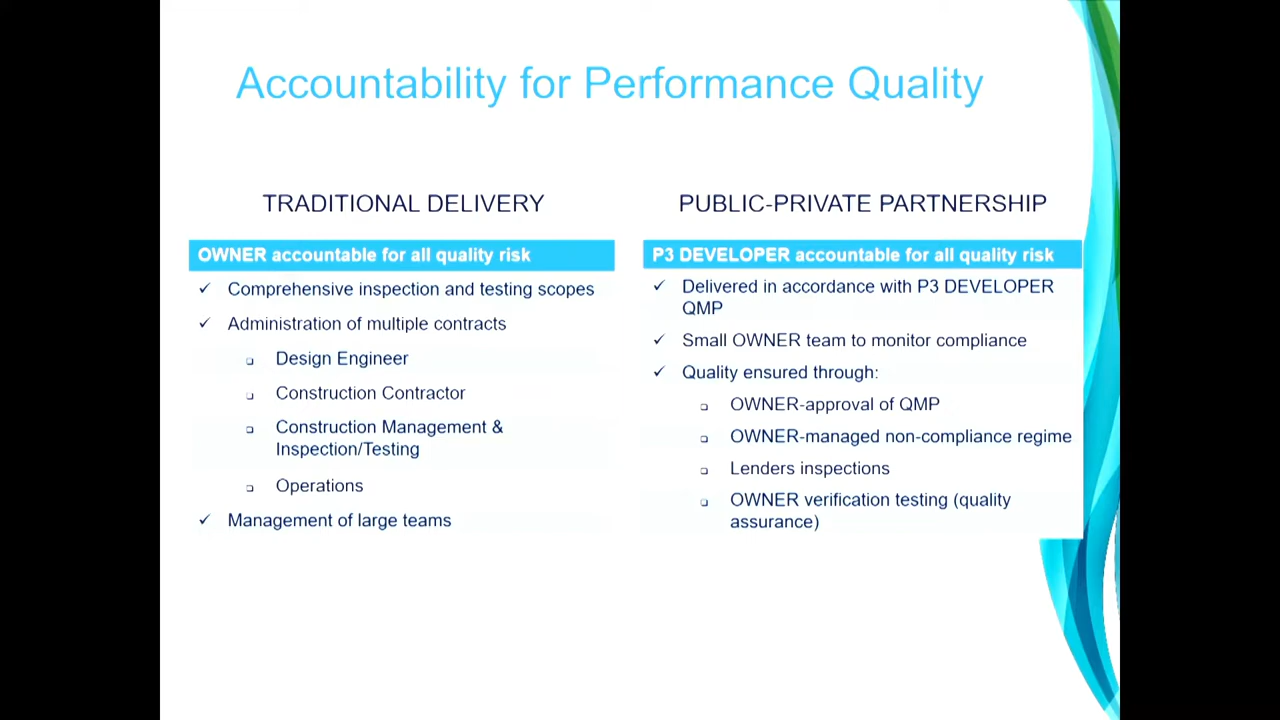 Accountability for Performance Quality
TRADITIONAL DELIVERY
OWNER accountable for all quality risk
Comprehensive inspection and testing scopes
Administration of multiple contracts
Design Engineer
Construction Contractor
Construction Management &
Inspection/Testing
Operations
Management of large teams
PUBLIC-PRIVATE PARTNERSHIP
P3 DEVELOPER accountable for all quality risk
Delivered in accordance with P3 DEVELOPER
QMP
Small OWNER team to monitor compliance
Quality ensured through:
OWNER-approval of QMP
OWNER-managed non-compliance regime
Lenders inspections
OWNER verification testing (quality
assurance)